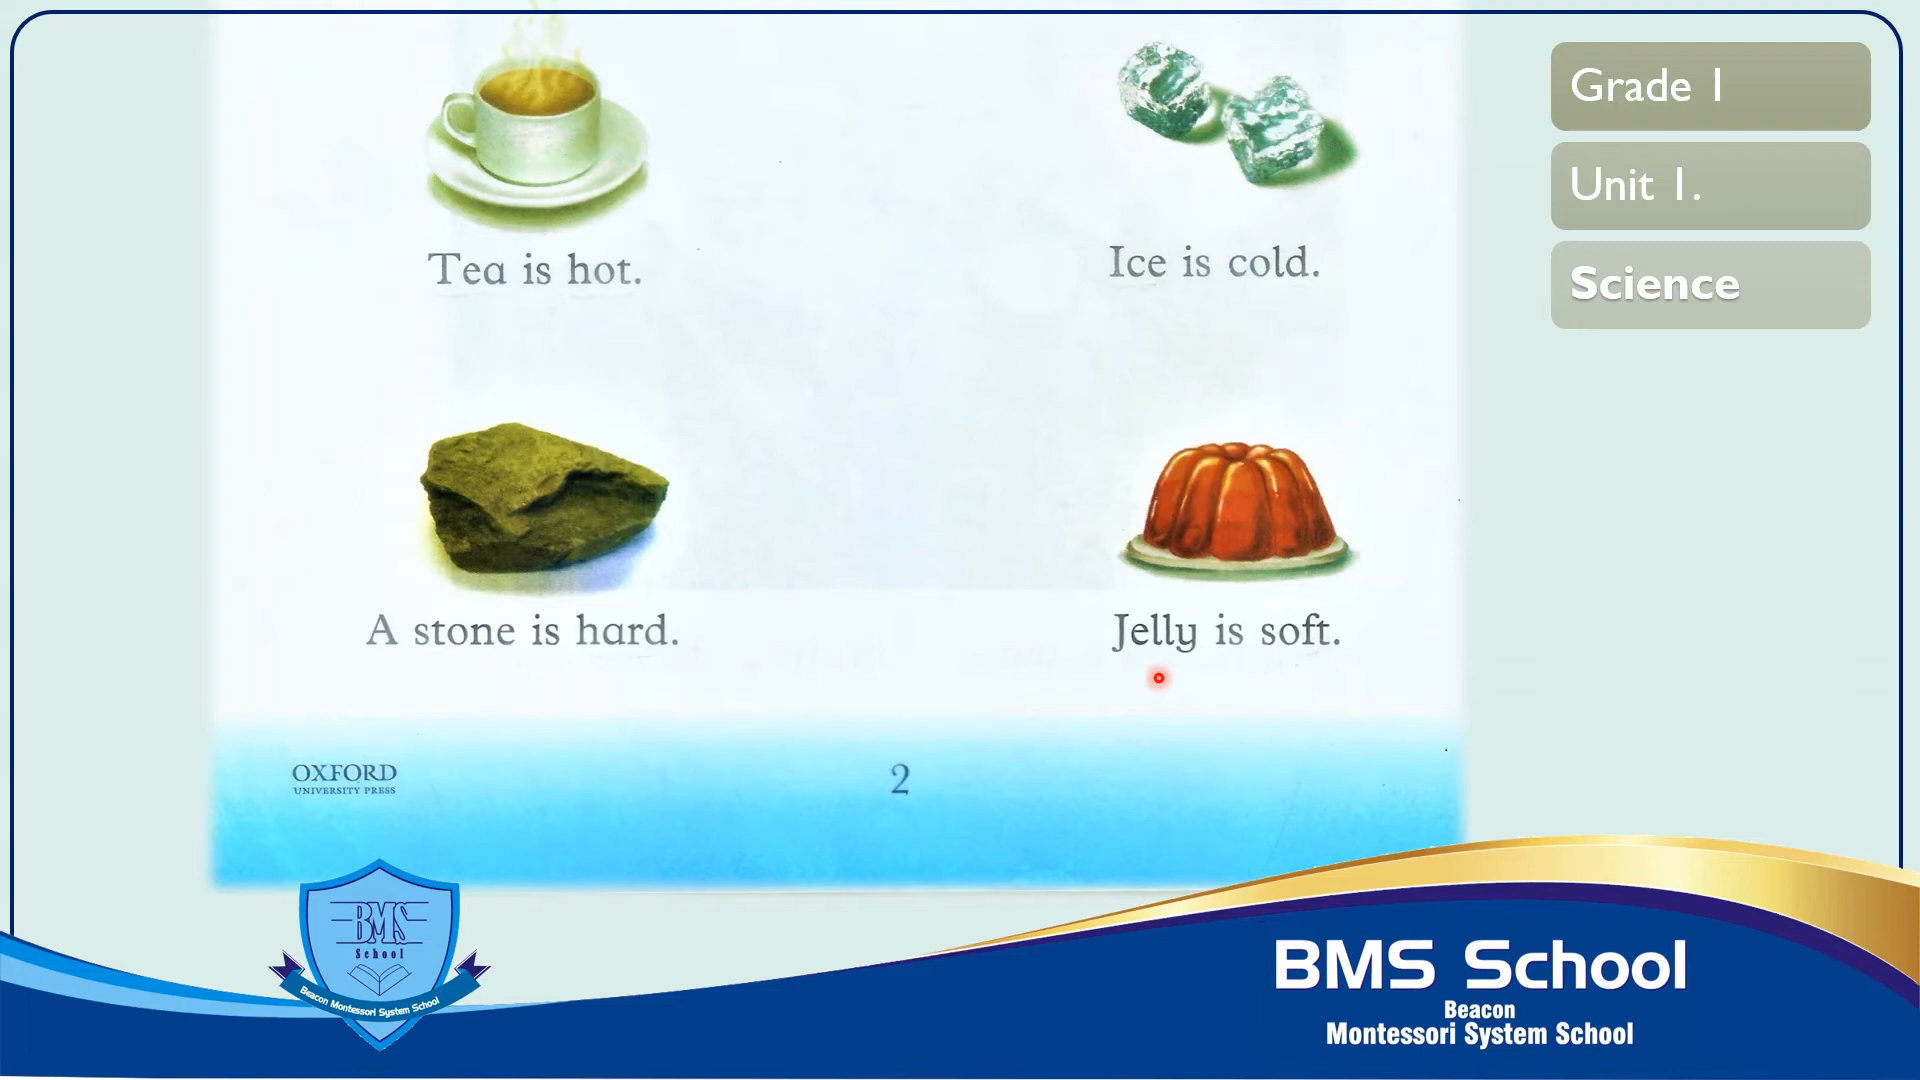 Grade 1
Unit 1.
Science
Tea is hot.
Ice is cold.
A stone is hard.
Jelly is soft.
OXFORD
UNIVERSITY PRESS
2
BMS
School
Beacon Montessori System School
BMS School
Beacon
Montessori System School